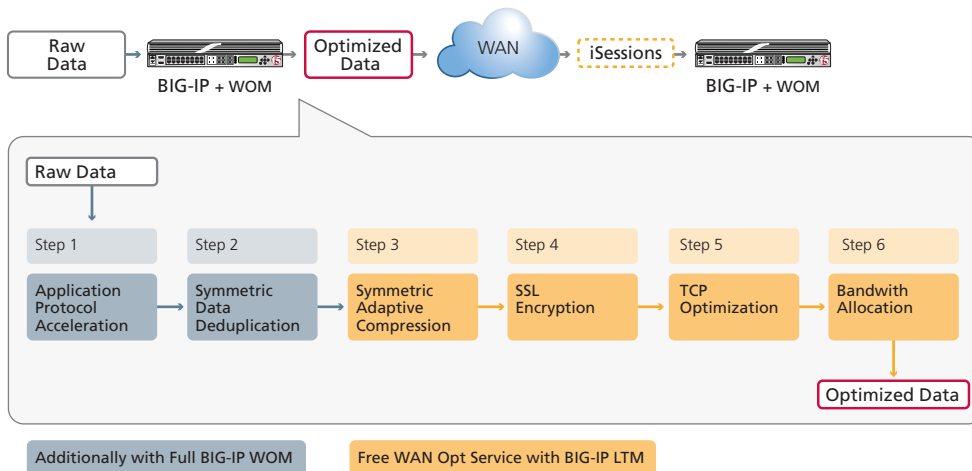 Raw
Data
BIG-IP + WOM
Optimized
Data
WAN
iSessions
BIG-IP + WOM
Raw Data
Step 1
Step 2
Step 3
Step 4
Step 5
Step 6
Application
Protocol
Acceleration
Symmetric
Data
Deduplication
Symmetric
Adaptive
Compression
SSL
Encryption
TCP
Optimization
Bandwith
Allocation
Optimized Data
Additionally with Full BIG-IP WOM
Free WAN Opt Service with BIG-IP LTM